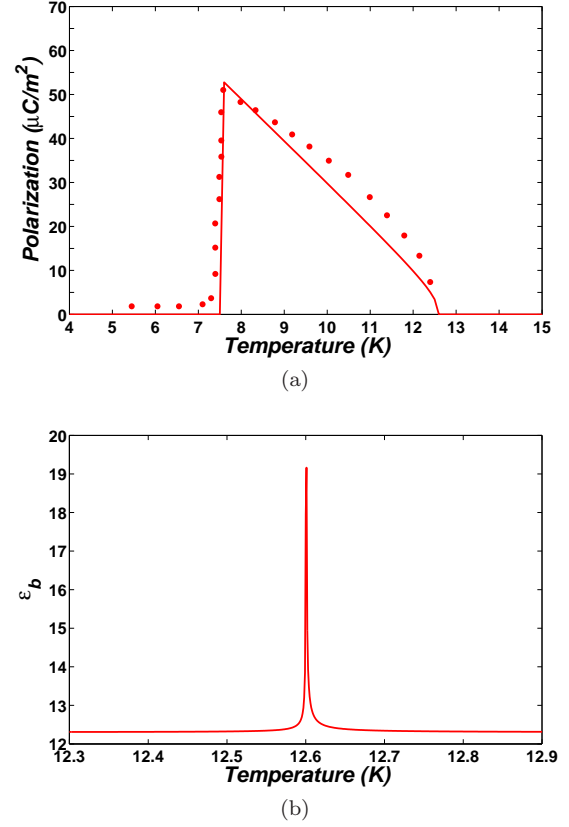 70
60
50
40
30
20
10
0
Polarization (μC/m²)
4 5 6 7 8 9 10 11 12 13 14 15
Temperature (K)
(a)
20
19
18
17
16
15
14
13
12
ε_b
12.3 12.4 12.5 12.6 12.7 12.8 12.9
Temperature (K)
(b)